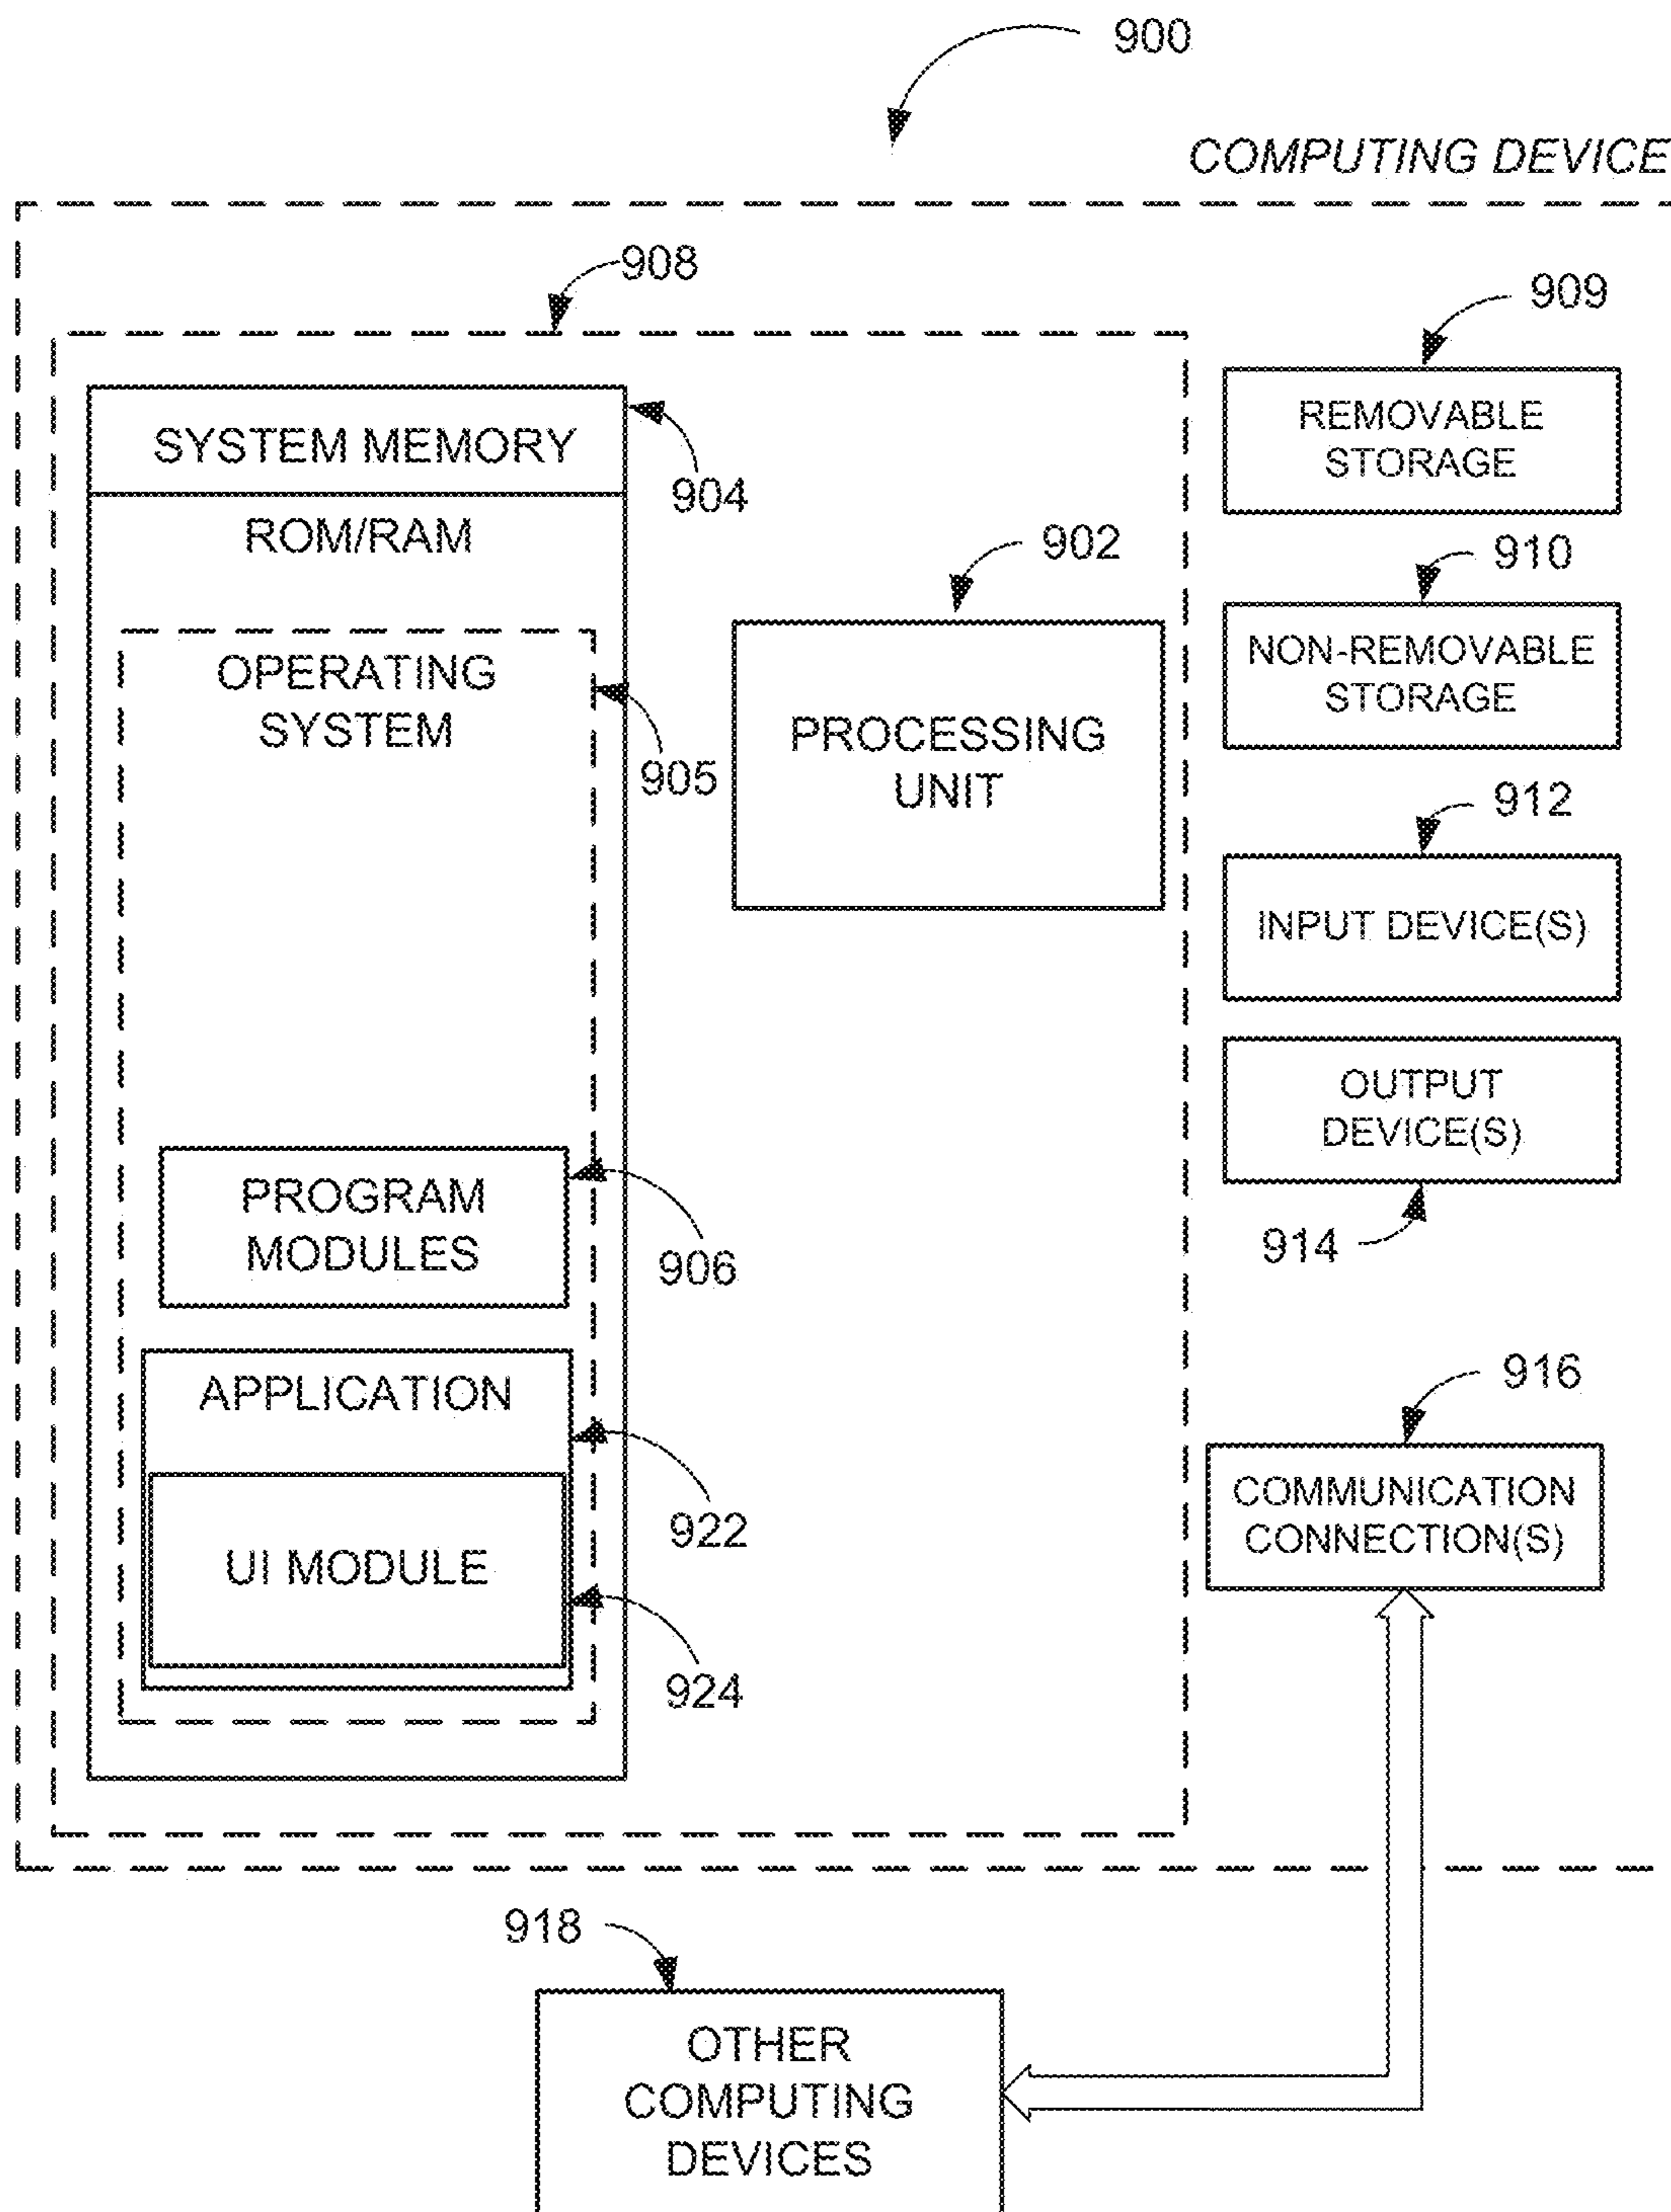 900
COMPUTING DEVICE
908
909
SYSTEM MEMORY
904
REMOVABLE
STORAGE
ROM/RAM
902
910
OPERATING
SYSTEM
905
PROCESSING
UNIT
NON-REMOVABLE
STORAGE
912
INPUT DEVICE(S)
OUTPUT
DEVICE(S)
914
PROGRAM
MODULES
906
APPLICATION
922
916
COMMUNICATION
CONNECTION(S)
UI MODULE
924
918
OTHER
COMPUTING
DEVICES